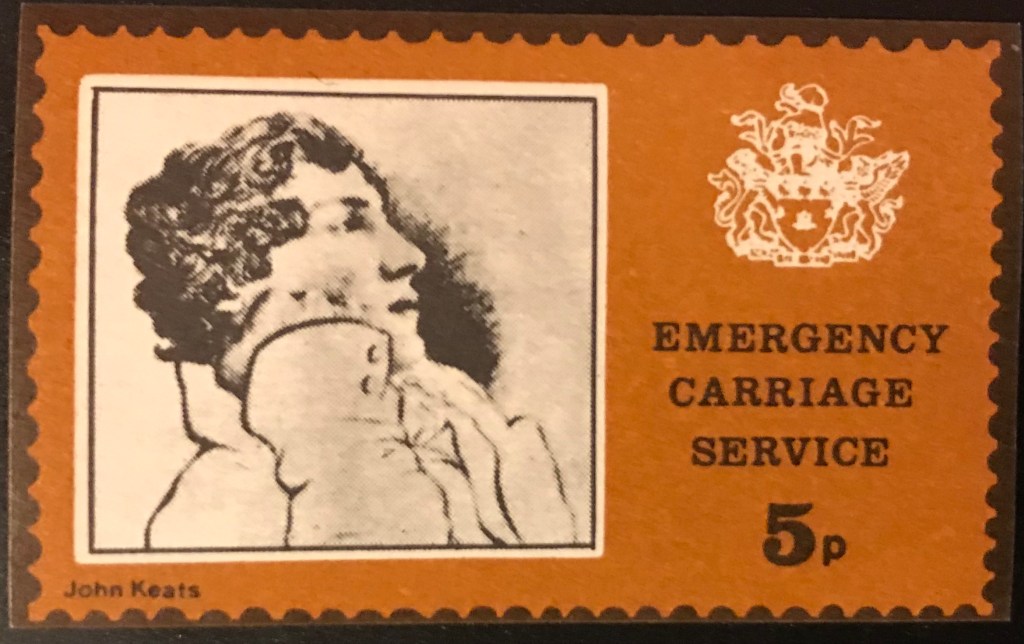 EMERGENCY
CARRIAGE
SERVICE
5p
John Keats